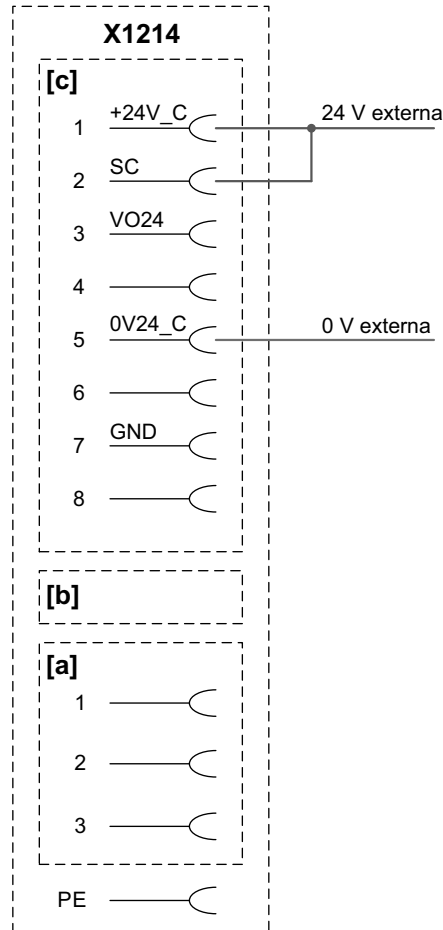 X1214
[c]
1 +24V_C 24 V externa
2 SC
3 VO24
4
5 0V24_C 0 V externa
6
7 GND
8
[b]
[a]
1
2
3
PE